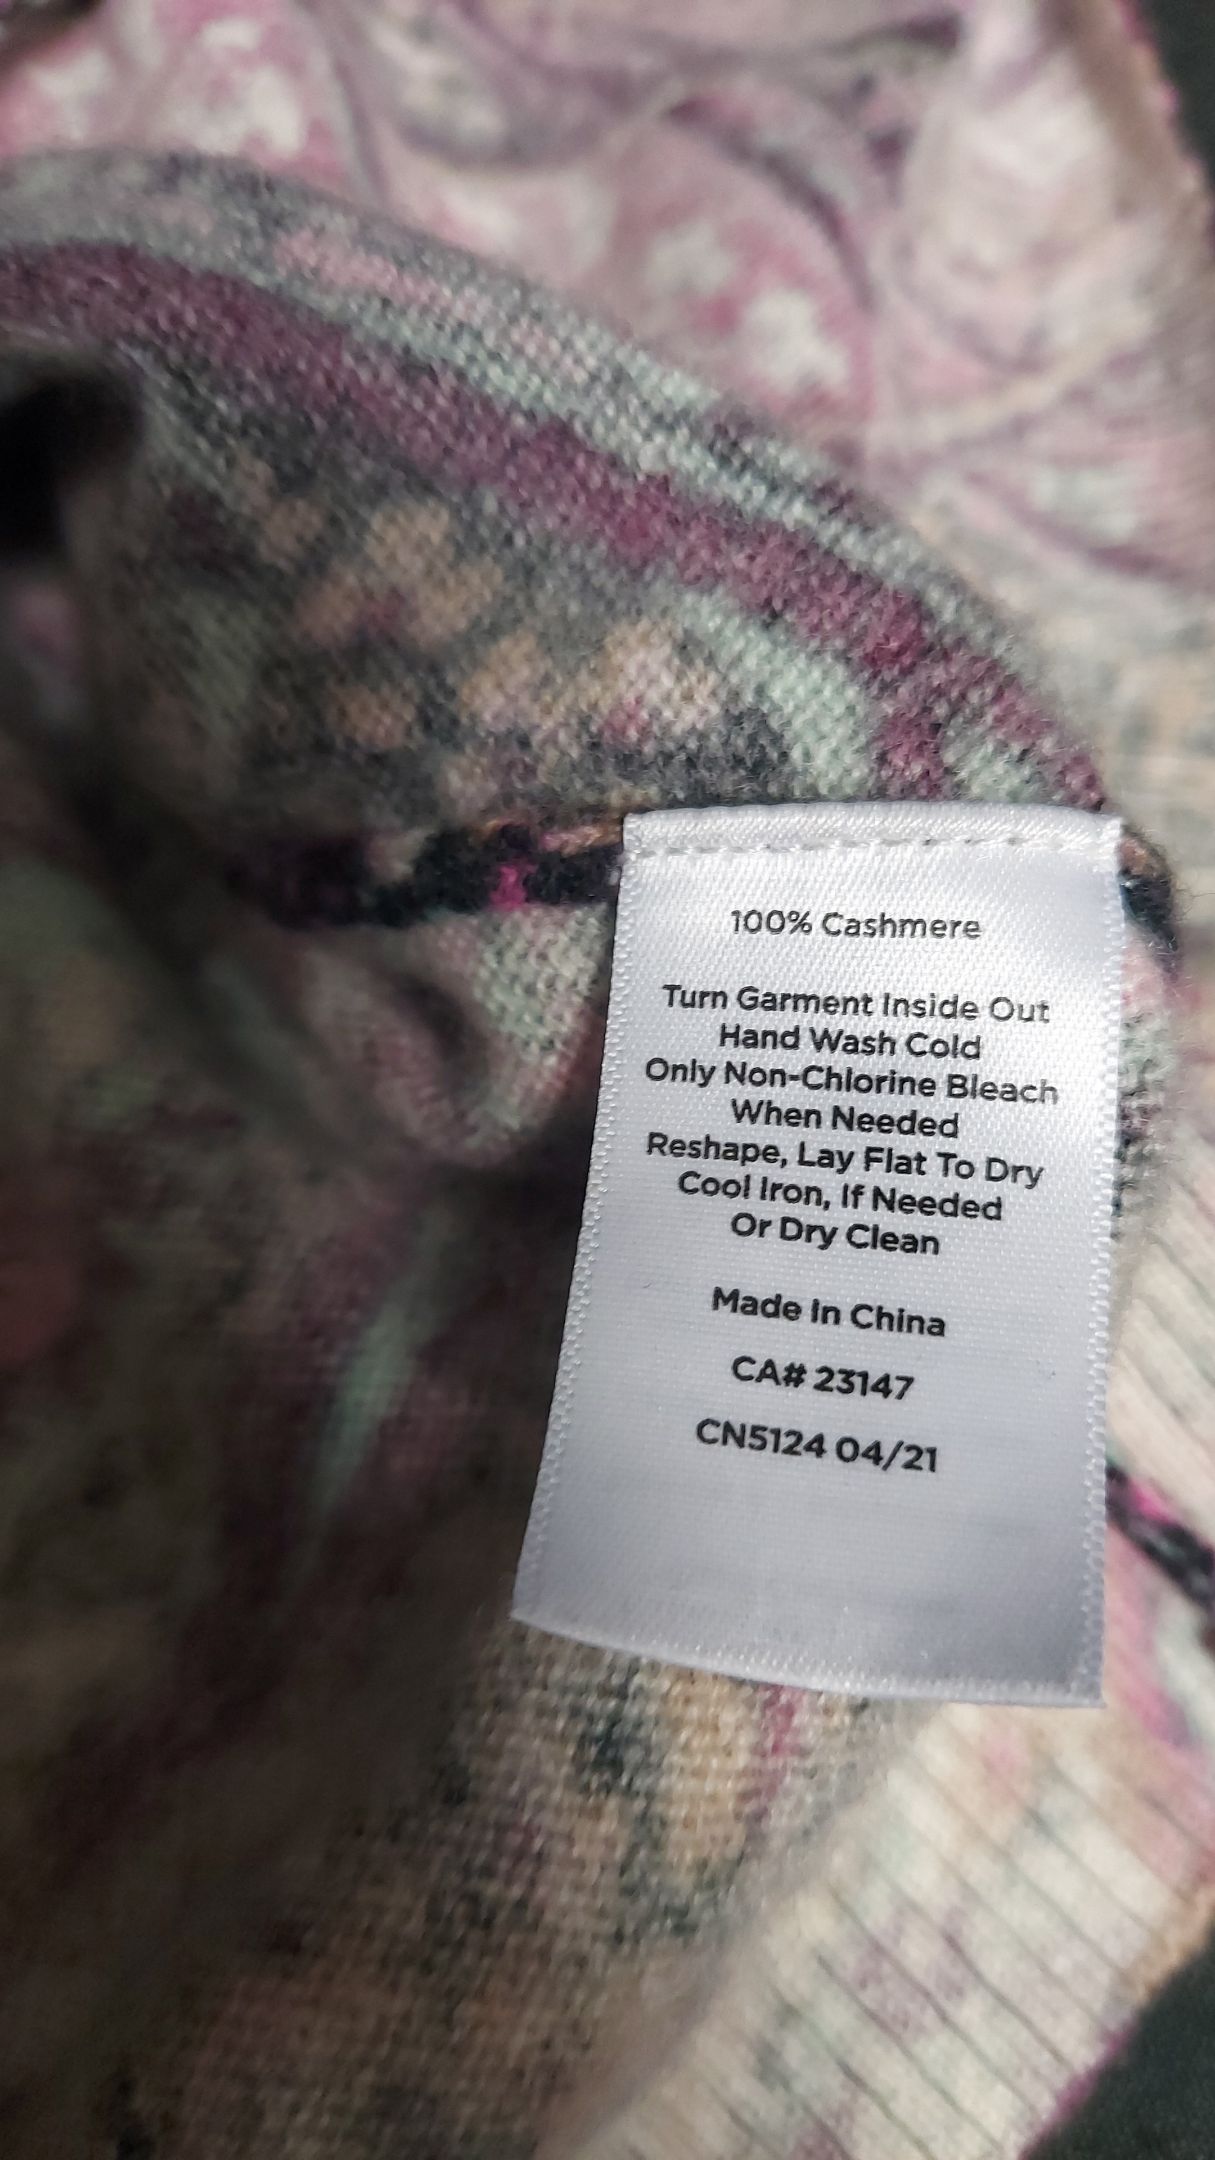 100% Cashmere
Turn Garment Inside Out
Hand Wash Cold
Only Non-Chlorine Bleach
When Needed
Reshape, Lay Flat To Dry
Cool Iron, If Needed
Or Dry Clean
Made In China
CA# 23147
CN5124 04/21